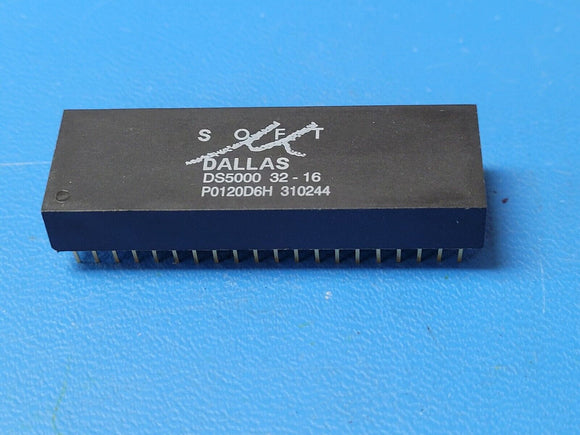 S O F T
DALLAS
DS5000 32 - 16
P0120D6H 310244